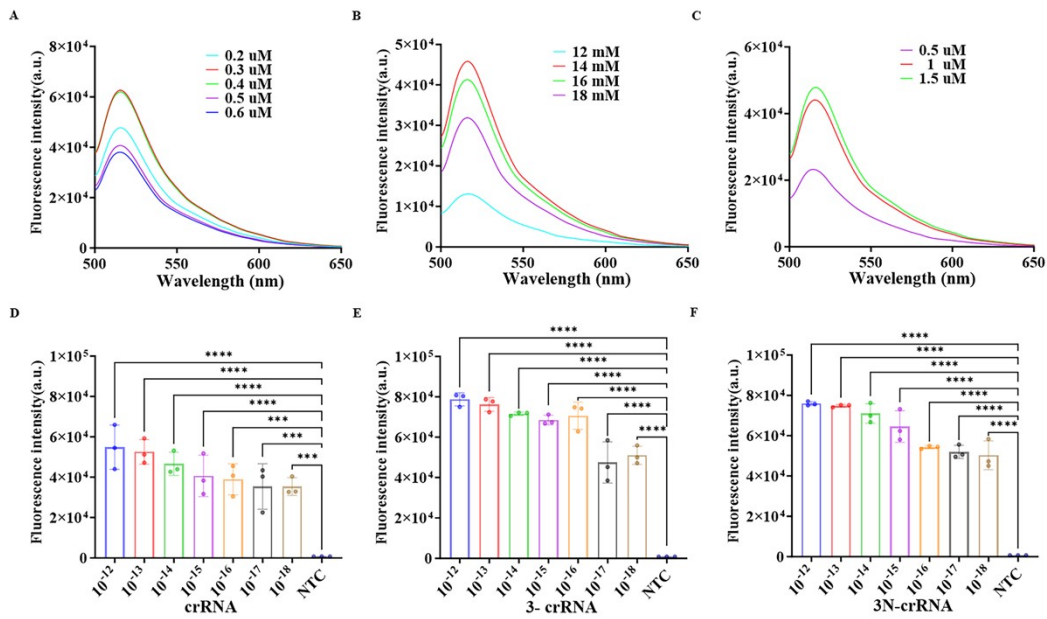 A
Fluorescence intensity(a.u.)
8×10⁴
6×10⁴
4×10⁴
2×10⁴
0
500
550
600
650
Wavelength (nm)
0.2 uM
0.3 uM
0.4 uM
0.5 uM
0.6 uM
B
Fluorescence intensity(a.u.)
5×10⁴
4×10⁴
3×10⁴
2×10⁴
1×10⁴
0
500
550
600
650
Wavelength (nm)
12 mM
14 mM
16 mM
18 mM
C
Fluorescence intensity(a.u.)
6×10⁴
4×10⁴
2×10⁴
0
500
550
600
650
Wavelength (nm)
0.5 uM
1 uM
1.5 uM
D
Fluorescence intensity(a.u.)
1×10⁵
8×10⁴
6×10⁴
4×10⁴
2×10⁴
0
****
****
****
****
***
***
***
10⁻¹²
10⁻¹³
10⁻¹⁴
10⁻¹⁵
10⁻¹⁶
10⁻¹⁷
10⁻¹⁸
NTC
crRNA
E
Fluorescence intensity(a.u.)
1×10⁵
8×10⁴
6×10⁴
4×10⁴
2×10⁴
0
****
****
****
****
****
****
****
10⁻¹²
10⁻¹³
10⁻¹⁴
10⁻¹⁵
10⁻¹⁶
10⁻¹⁷
10⁻¹⁸
NTC
3- crRNA
F
Fluorescence intensity(a.u.)
1×10⁵
8×10⁴
6×10⁴
4×10⁴
2×10⁴
0
****
****
****
****
****
****
****
10⁻¹²
10⁻¹³
10⁻¹⁴
10⁻¹⁵
10⁻¹⁶
10⁻¹⁷
10⁻¹⁸
NTC
3N-crRNA